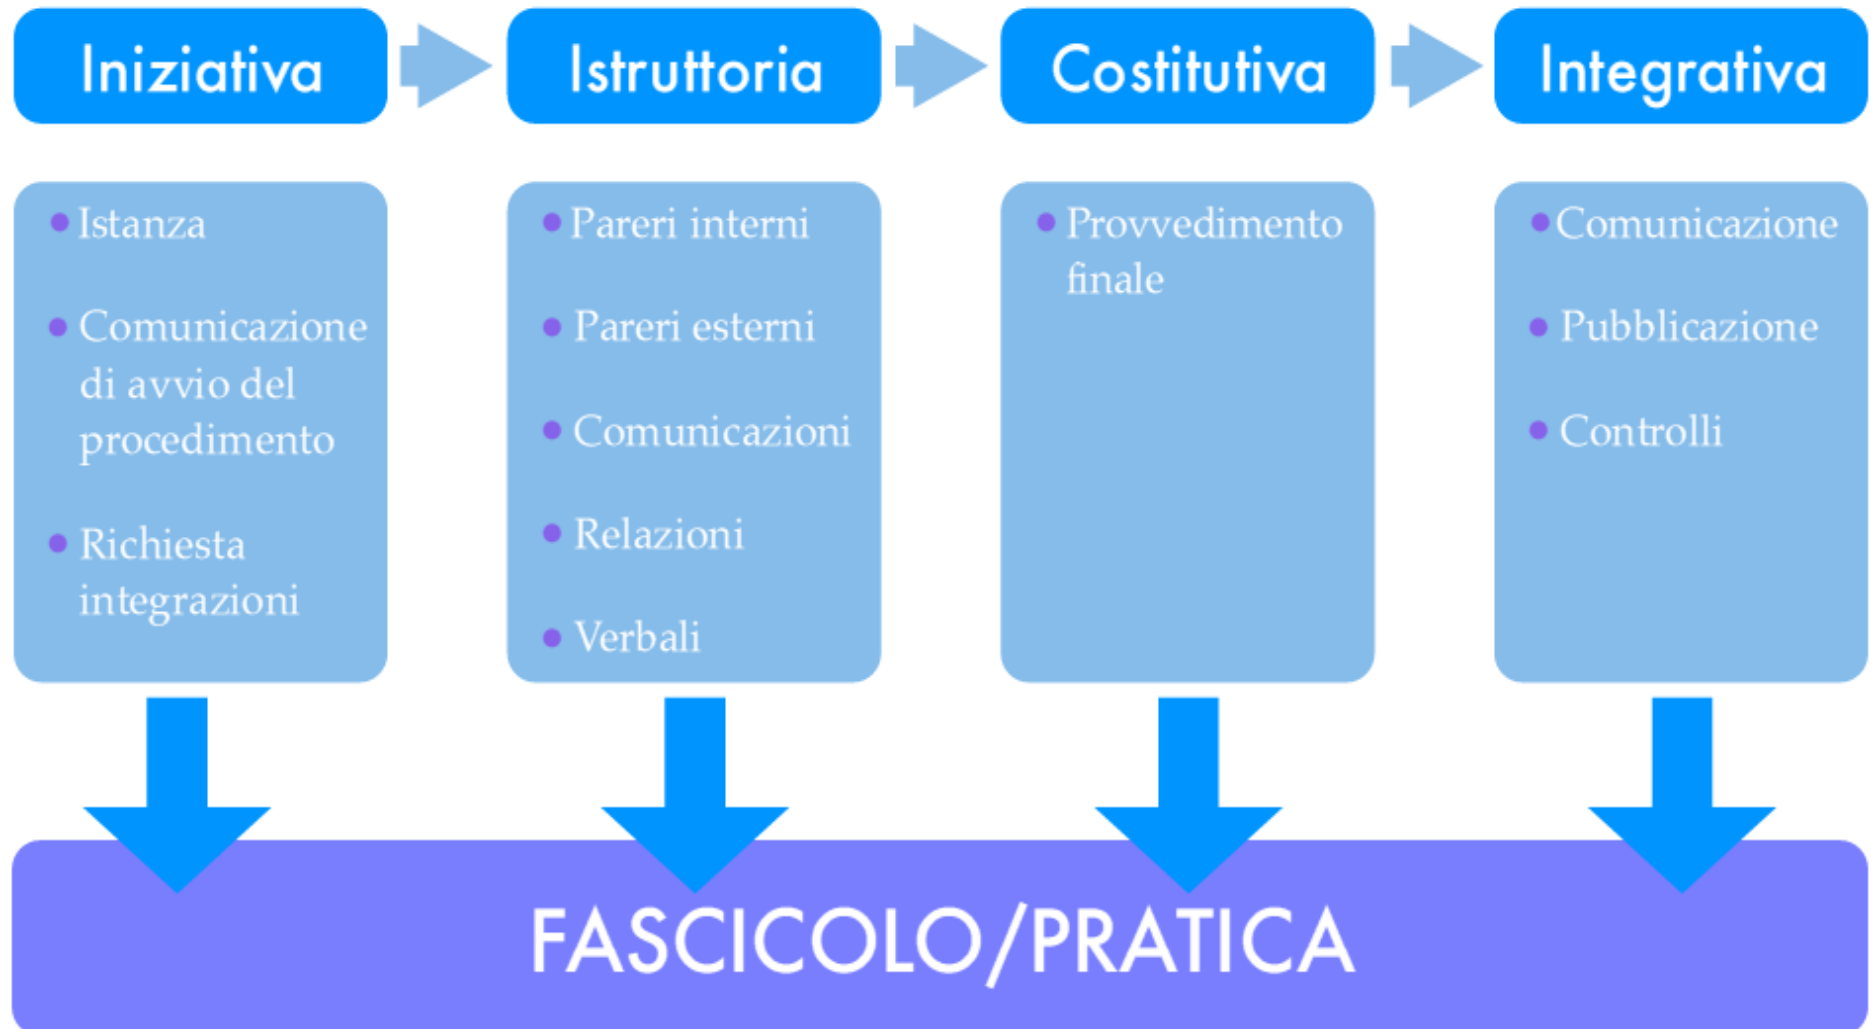 Iniziativa
Istruttoria
Costitutiva
Integrativa
Istanza
Comunicazione
di avvio del
procedimento
Richiesta
integrazioni
Pareri interni
Pareri esterni
Comunicazioni
Relazioni
Verbali
Provvedimento
finale
Comunicazione
Pubblicazione
Controlli
FASCICOLO/PRATICA